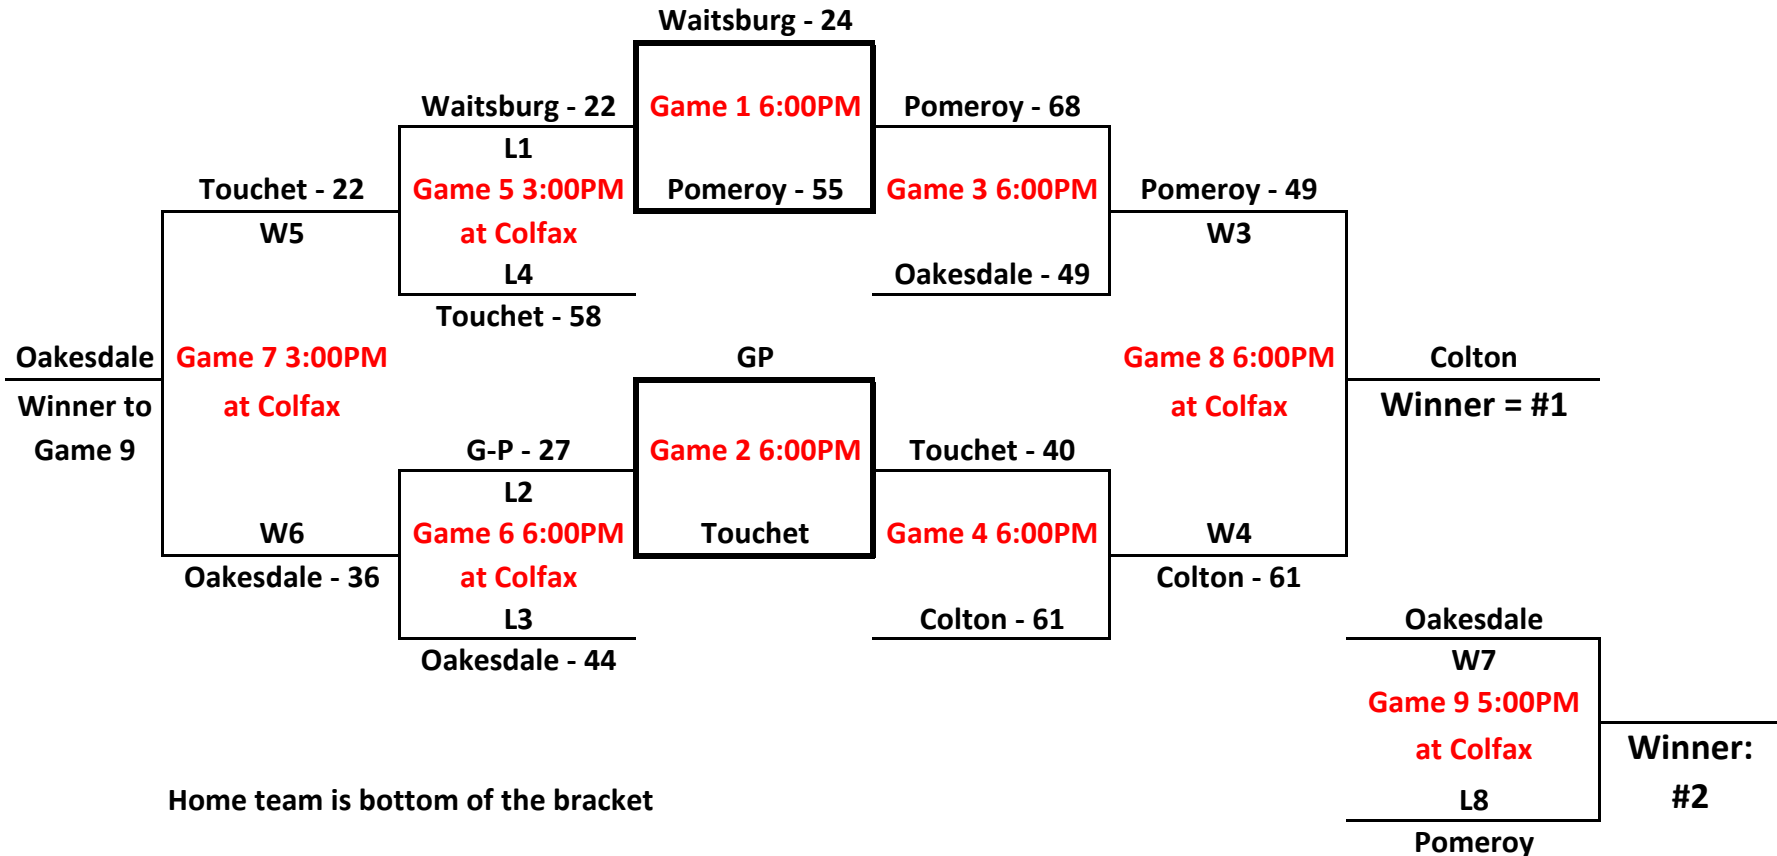 Waitsburg - 24
Waitsburg - 22
Game 1 6:00PM
Pomeroy - 68
L1
Touchet - 22
Game 5 3:00PM
Pomeroy - 55
Game 3 6:00PM
Pomeroy - 49
W5
at Colfax
W3
L4
Oakesdale - 49
Touchet - 58
Oakesdale
Game 7 3:00PM
GP
Game 8 6:00PM
Colton
Winner to
at Colfax
at Colfax
Winner = #1
Game 9
G-P - 27
Game 2 6:00PM
Touchet - 40
L2
W6
Game 6 6:00PM
Touchet
Game 4 6:00PM
W4
Oakesdale - 36
at Colfax
Colton - 61
L3
Colton - 61
Oakesdale
Oakesdale - 44
W7
Game 9 5:00PM
at Colfax
Winner:
Home team is bottom of the bracket
L8
#2
Pomeroy